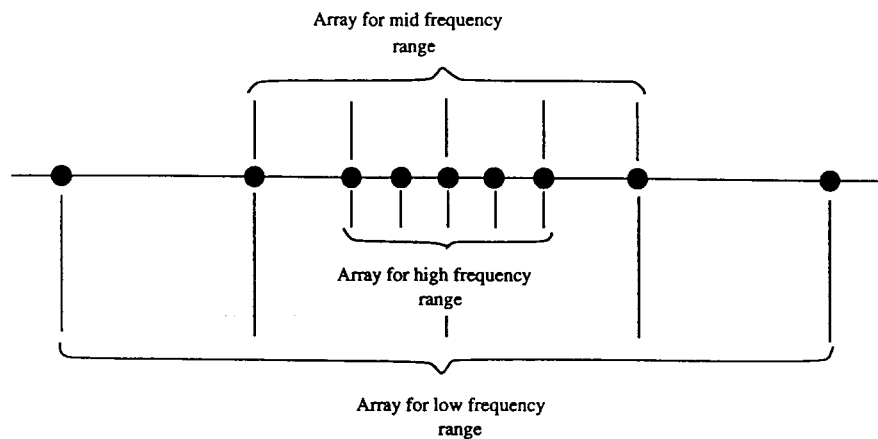 Array for mid frequency
range
Array for high frequency
range
Array for low frequency
range